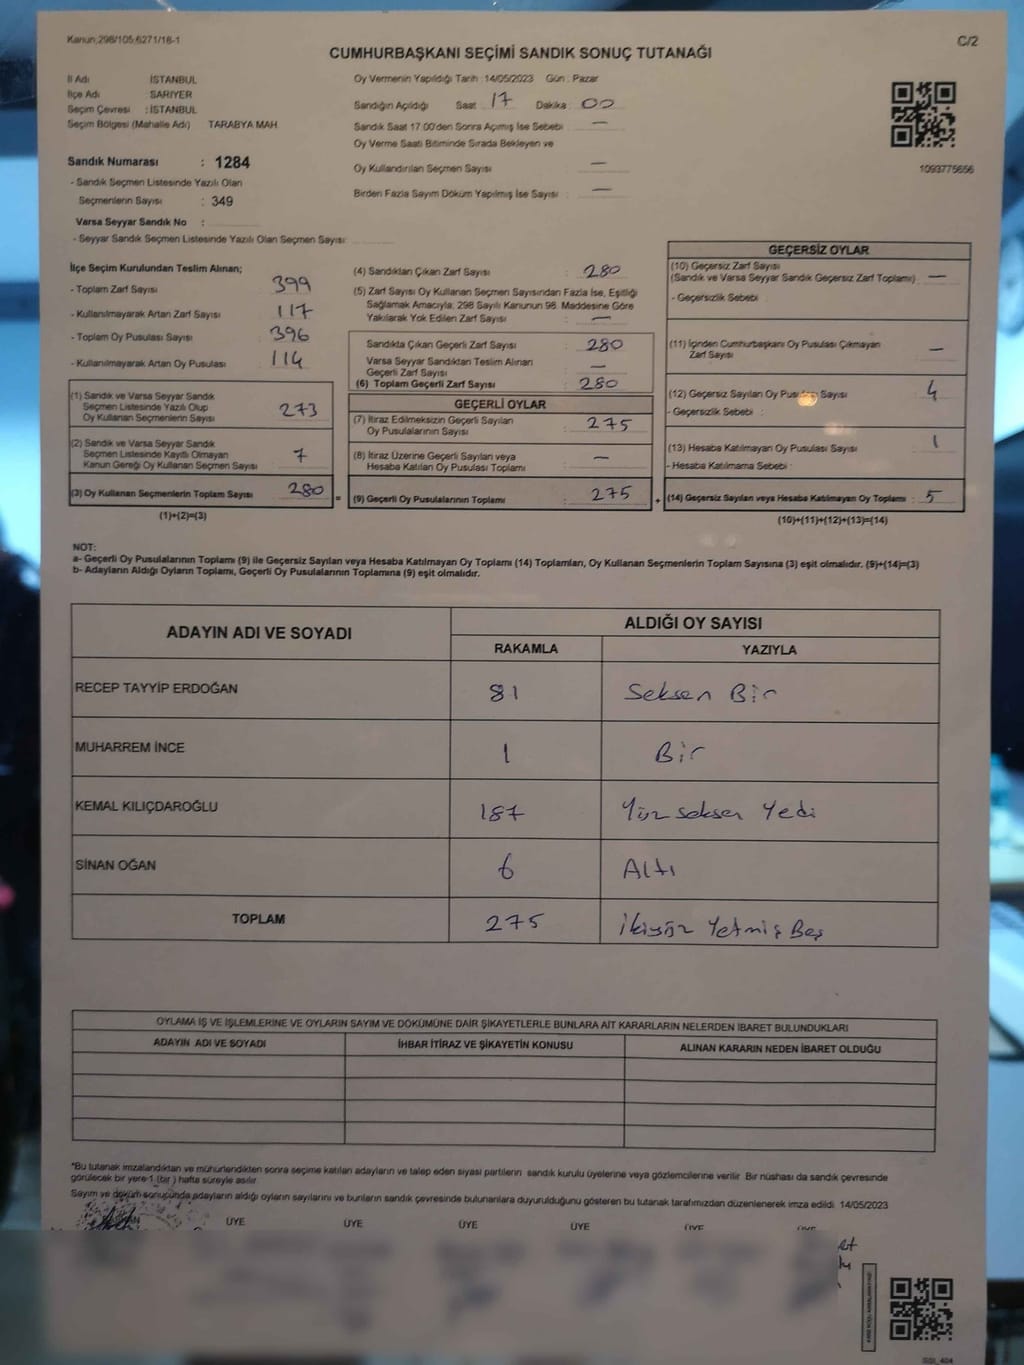 Kanun;298/105;6271/18-1
C/2
CUMHURBAŞKANI SEÇİMİ SANDIK SONUÇ TUTANAĞI
İl Adı İSTANBUL
İlçe Adı SARIYER
Seçim Çevresi : İSTANBUL
Seçim Bölgesi (Mahalle Adı) TARABYA MAH.
Sandık Numarası : 1284
- Sandık Seçmen Listesinde Yazılı Olan
Seçmenlerin Sayısı : 349
Varsa Seyyar Sandık No :
- Seyyar Sandık Seçmen Listesinde Yazılı Olan Seçmen Sayısı:
Oy Vermenin Yapıldığı Tarih :14/05/2023 Gün : Pazar
Sandığın Açıldığı Saat 17 Dakika : 00
Sandık Saat 17.00'den Sonra Açılmış İse Sebebi : —
Oy Verme Saati Bitiminde Sırada Bekleyen ve
Oy Kullandırılan Seçmen Sayısı : —
Birden Fazla Sayım Döküm Yapılmış İse Sayısı : —
1093775656
İlçe Seçim Kurulundan Teslim Alınan;
- Toplam Zarf Sayısı 399
- Kullanılmayarak Artan Zarf Sayısı 117
- Toplam Oy Pusulası Sayısı 396
- Kullanılmayarak Artan Oy Pusulası 114
(1) Sandık ve Varsa Seyyar Sandık
Seçmen Listesinde Yazılı Olup
Oy Kullanan Seçmenlerin Sayısı 273
(2) Sandık ve Varsa Seyyar Sandık
Seçmen Listesinde Kayıtlı Olmayan
Kanun Gereği Oy Kullanan Seçmen Sayısı 7
(3) Oy Kullanan Seçmenlerin Toplam Sayısı 280 =
(1)+(2)=(3)
(4) Sandıktan Çıkan Zarf Sayısı : 280
(5) Zarf Sayısı Oy Kullanan Seçmen Sayısından Fazla İse, Eşitliği
Sağlamak Amacıyla, 298 Sayılı Kanunun 98. Maddesine Göre
Yakılarak Yok Edilen Zarf Sayısı : —
Sandıkta Çıkan Geçerli Zarf Sayısı : 280
Varsa Seyyar Sandıktan Teslim Alınan
Geçerli Zarf Sayısı : —
(6) Toplam Geçerli Zarf Sayısı : 280
GEÇERLİ OYLAR
(7) İtiraz Edilmeksizin Geçerli Sayılan
Oy Pusulalarının Sayısı : 275
(8) İtiraz Üzerine Geçerli Sayılan veya
Hesaba Katılan Oy Pusulası Toplamı : —
(9) Geçerli Oy Pusulalarının Toplamı : 275 +
GEÇERSİZ OYLAR
(10) Geçersiz Zarf Sayısı
(Sandık ve Varsa Seyyar Sandık Geçersiz Zarf Toplamı) : —
- Geçersizlik Sebebi :
(11) İçinden Cumhurbaşkanı Oy Pusulası Çıkmayan
Zarf Sayısı : —
(12) Geçersiz Sayılan Oy Pusulası Sayısı : 4
- Geçersizlik Sebebi :
(13) Hesaba Katılmayan Oy Pusulası Sayısı : 1
- Hesaba Katılmama Sebebi :
(14) Geçersiz Sayılan veya Hesaba Katılmayan Oy Toplamı : 5
(10)+(11)+(12)+(13)=(14)
NOT:
a- Geçerli Oy Pusulalarının Toplamı (9) ile Geçersiz Sayılan veya Hesaba Katılmayan Oy Toplamı (14) Toplamları, Oy Kullanan Seçmenlerin Toplam Sayısına (3) eşit olmalıdır. (9)+(14)=(3)
b- Adayların Aldığı Oyların Toplamı, Geçerli Oy Pusulalarının Toplamına (9) eşit olmalıdır.
ADAYIN ADI VE SOYADI ALDIĞI OY SAYISI
RAKAMLA YAZIYLA
RECEP TAYYİP ERDOĞAN 81 Seksen Bir
MUHARREM İNCE 1 Bir
KEMAL KILIÇDAROĞLU 187 Yüz seksen Yedi
SİNAN OĞAN 6 Altı
TOPLAM 275 ikiyüz Yetmiş Beş
OYLAMA İŞ VE İŞLEMLERİNE VE OYLARIN SAYIM VE DÖKÜMÜNE DAİR ŞİKAYETLERLE BUNLARA AİT KARARLARIN NELERDEN İBARET BULUNDUKLARI
ADAYIN ADI VE SOYADI İHBAR İTİRAZ VE ŞİKAYETİN KONUSU ALINAN KARARIN NEDEN İBARET OLDUĞU
*Bu tutanak imzalandıktan ve mühürlendikten sonra seçime katılan adayların ve talep eden siyasi partilerin sandık kurulu üyelerine veya gözlemcilerine verilir. Bir nüshası da sandık çevresinde
görülecek bir yere 1 (bir) hafta süreyle asılır.
Sayım ve döküm sonucunda adayların aldığı oyların sayılarını ve bunların sandık çevresinde bulunanlara duyurulduğunu gösteren bu tutanak tarafımızdan düzenlenerek imza edildi. 14/05/2023
ÜYE ÜYE ÜYE ÜYE ÜYE ÜYE